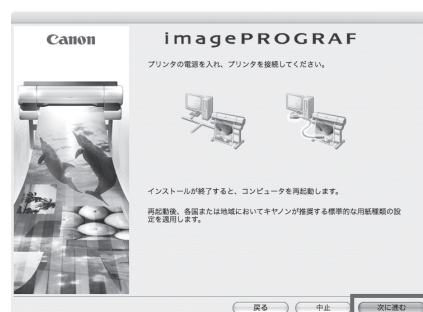 Canon
imagePROGRAF
プリンタの電源を入れ、プリンタを接続してください。
インストールが終了すると、コンピュータを再起動します。
再起動後、各国または地域においてキヤノンが推奨する標準的な用紙種類の設
定を適用します。
戻る
中止
次に進む